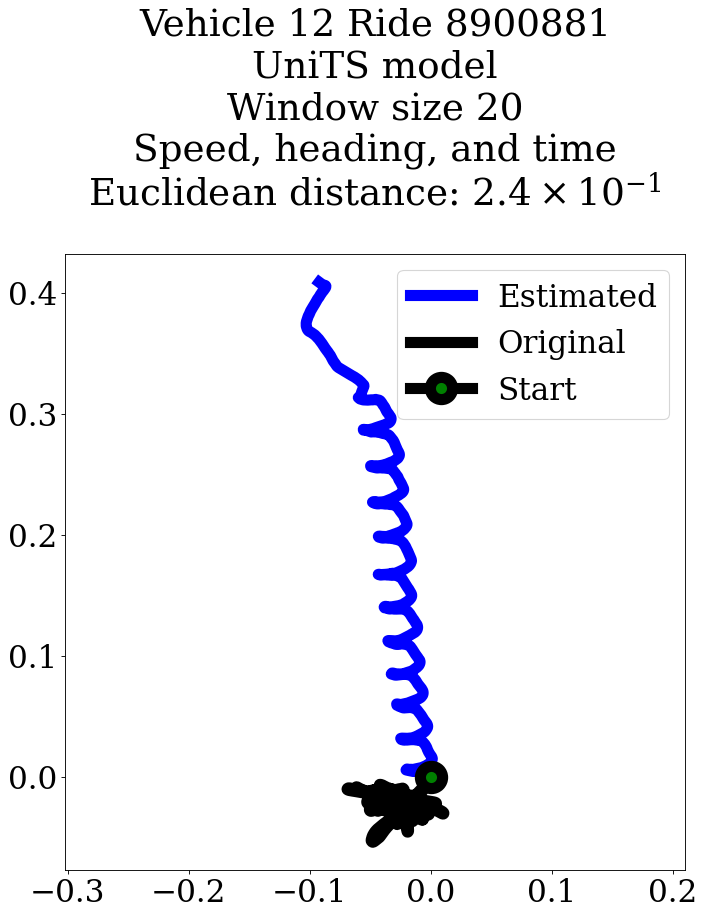 Vehicle 12 Ride 8900881
UniTS model
Window size 20
Speed, heading, and time
Euclidean distance: 2.4 × 10⁻¹
Estimated
Original
Start
0.4
0.3
0.2
0.1
0.0
−0.3 −0.2 −0.1 0.0 0.1 0.2